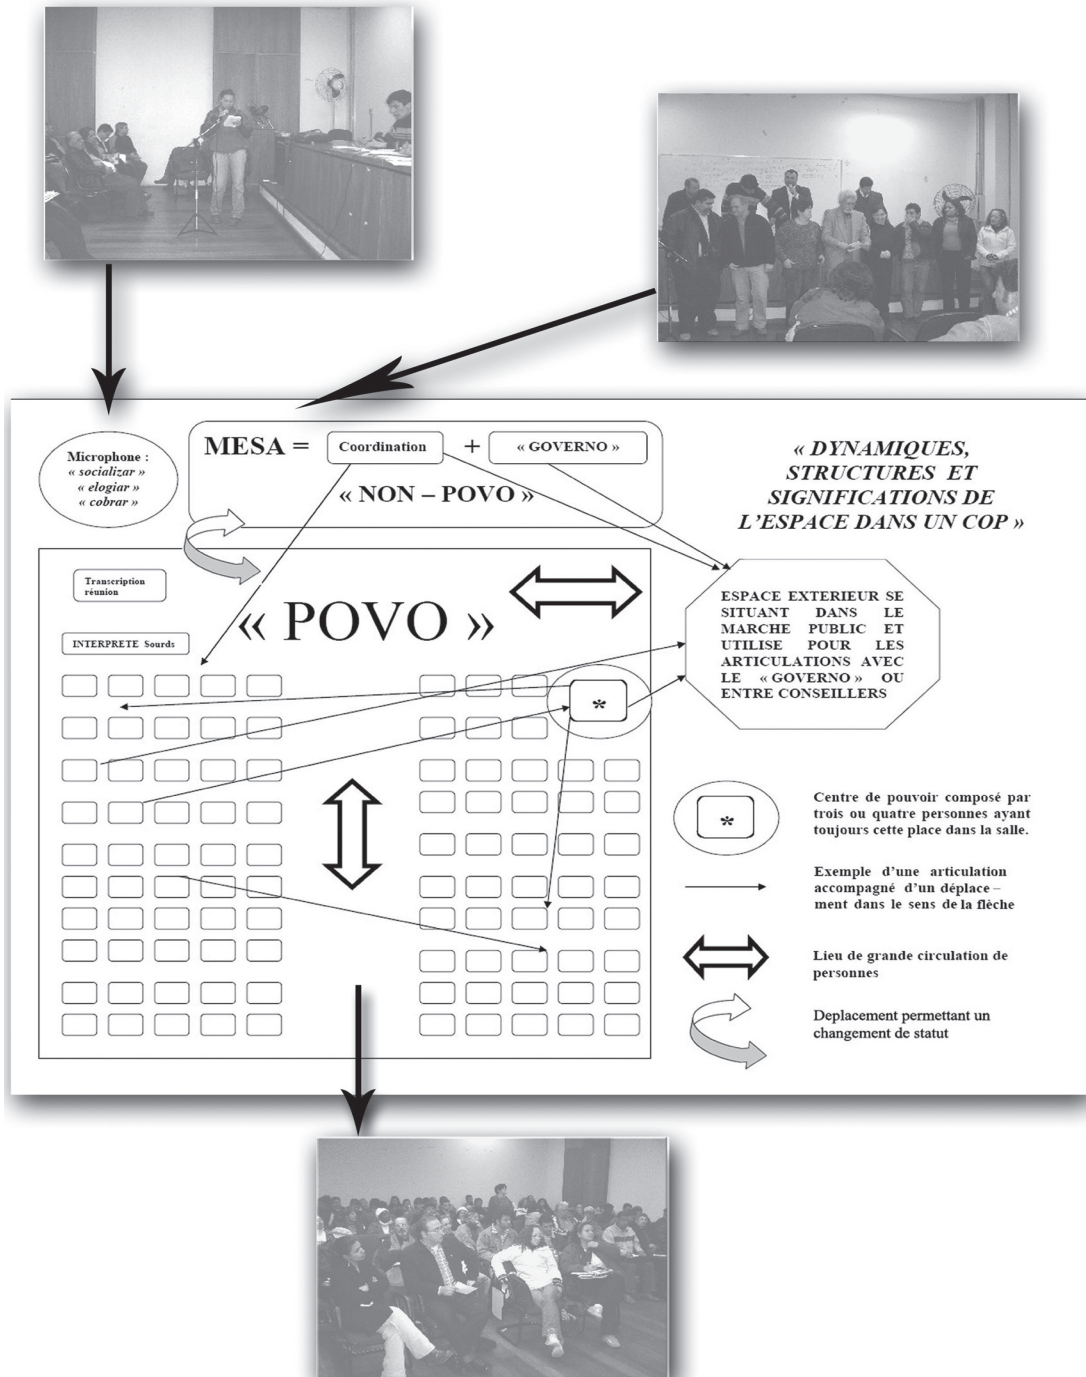 Microphone :
« socializar »
« elogiar »
« cobrar »
MESA =
Coordination
+
« GOVERNO »
« NON – POVO »
« DYNAMIQUES,
STRUCTURES ET
SIGNIFICATIONS DE
L'ESPACE DANS UN COP »
Transcription
réunion
« POVO »
INTERPRETE Sourds
*
ESPACE EXTERIEUR SE
SITUANT DANS LE
MARCHE PUBLIC ET
UTILISE POUR LES
ARTICULATIONS AVEC
LE « GOVERNO » OU
ENTRE CONSEILLERS
*
Centre de pouvoir composé par
trois ou quatre personnes ayant
toujours cette place dans la salle.
Exemple d'une articulation
accompagné d'un déplace –
ment dans le sens de la flèche
Lieu de grande circulation de
personnes
Deplacement permettant un
changement de statut